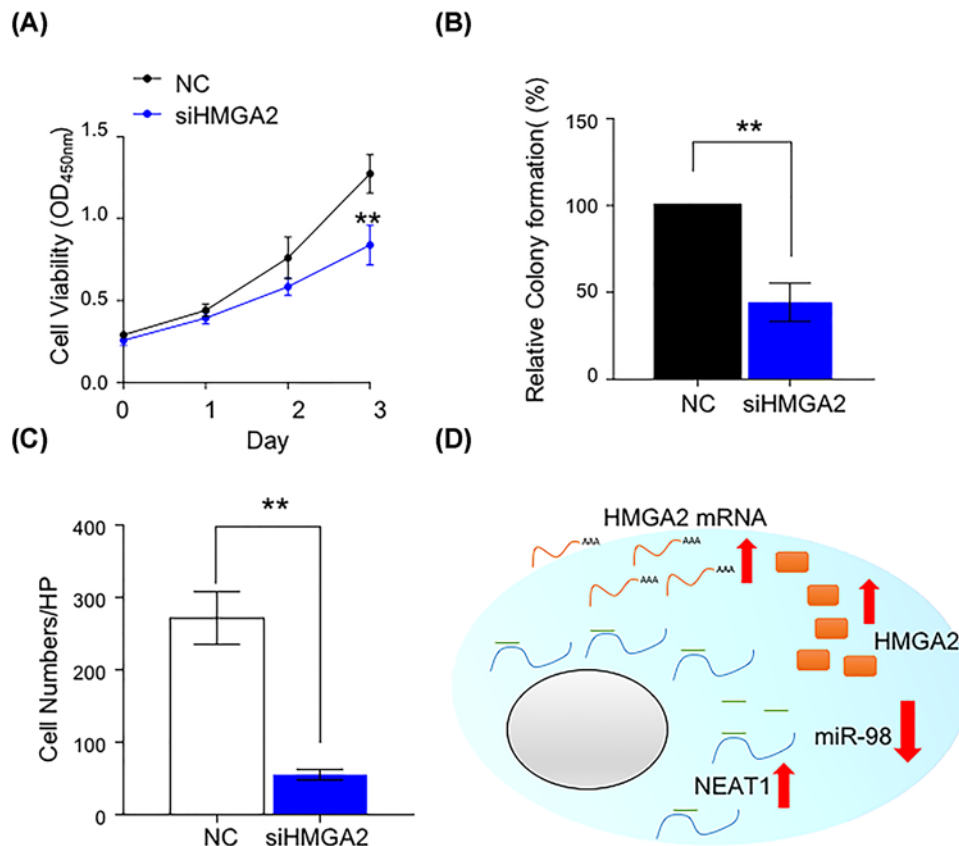 (A)
NC
siHMGA2
Cell Viability (OD450nm)
1.5
1.0
0.5
0.0
**
0 1 2 3
Day
(B)
Relative Colony formation( (%)
150
100
50
0
**
NC siHMGA2
(C)
Cell Numbers/HP
400
300
200
100
0
**
NC siHMGA2
(D)
HMGA2 mRNA
AAA
AAA
AAA
AAA
HMGA2
miR-98
NEAT1